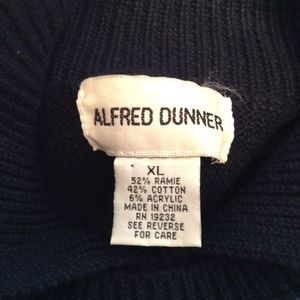 ALFRED DUNNER
XL
52% RAMIE
42% COTTON
6% ACRYLIC
MADE IN CHINA
RN 19232
SEE REVERSE
FOR CARE